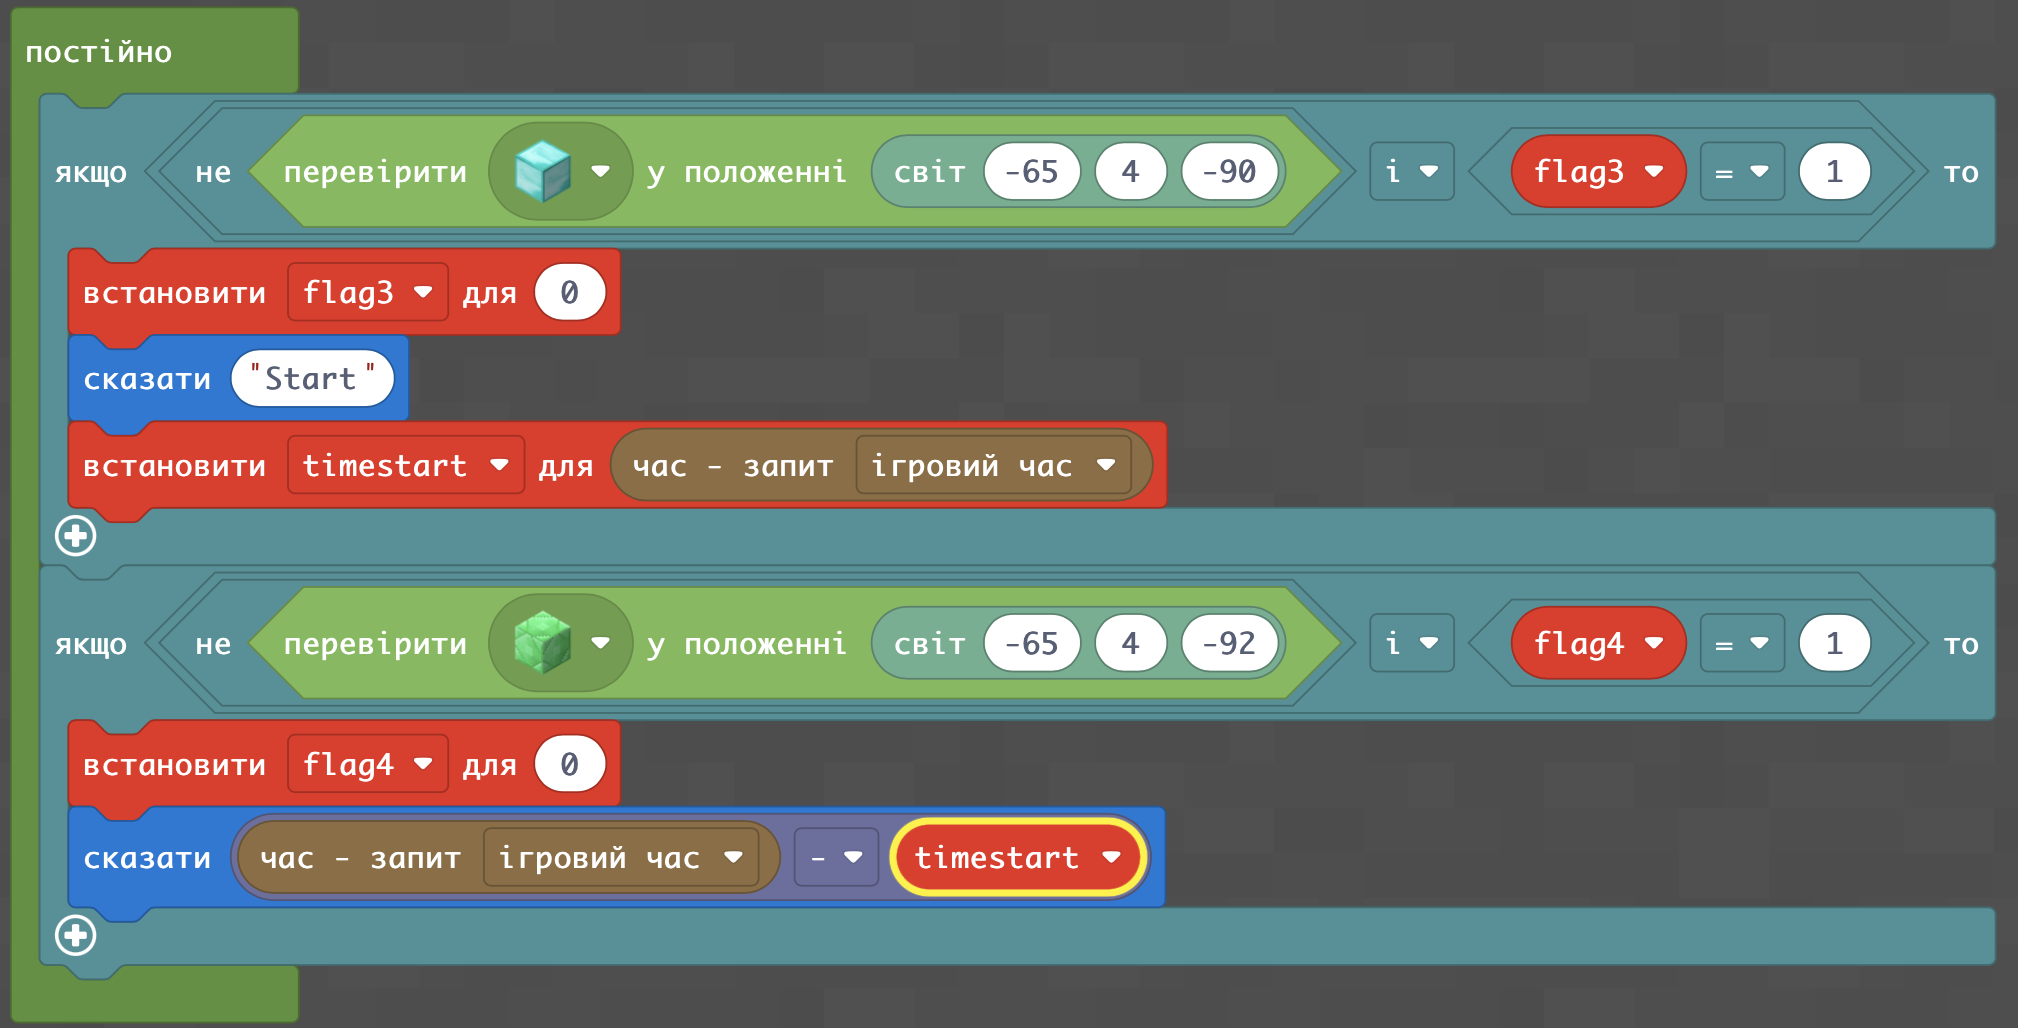 постійно
якщо не перевірити у положенні світ -65 4 -90 і flag3 = 1 то
встановити flag3 для 0
сказати "Start"
встановити timestart для час - запит ігровий час
якщо не перевірити у положенні світ -65 4 -92 і flag4 = 1 то
встановити flag4 для 0
сказати час - запит ігровий час - timestart